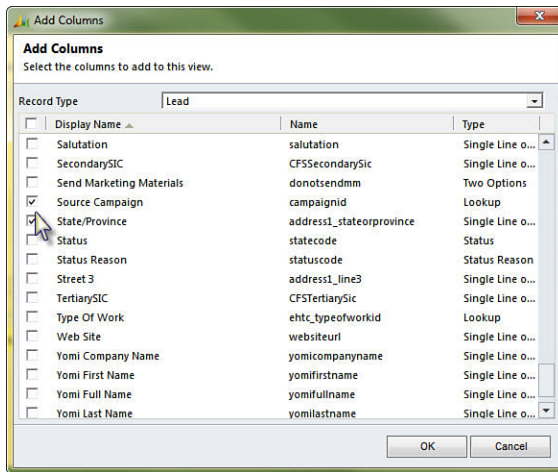 Add Columns
Add Columns
Select the columns to add to this view.
Record Type Lead
Display Name Name Type
Salutation salutation Single Line o...
SecondarySIC CFSSecondarySic Single Line o...
Send Marketing Materials donotsendmm Two Options
Source Campaign campaignid Lookup
State/Province address1_stateorprovince Single Line o...
Status statecode Status
Status Reason statuscode Status Reason
Street 3 address1_line3 Single Line o...
TertiarySIC CFSTertiarySic Single Line o...
Type Of Work ehtc_typeofworkid Lookup
Web Site websiteurl Single Line o...
Yomi Company Name yomicompanyname Single Line o...
Yomi First Name yomifirstname Single Line o...
Yomi Full Name yomifullname Single Line o...
Yomi Last Name yomilastname Single Line o...
OK Cancel